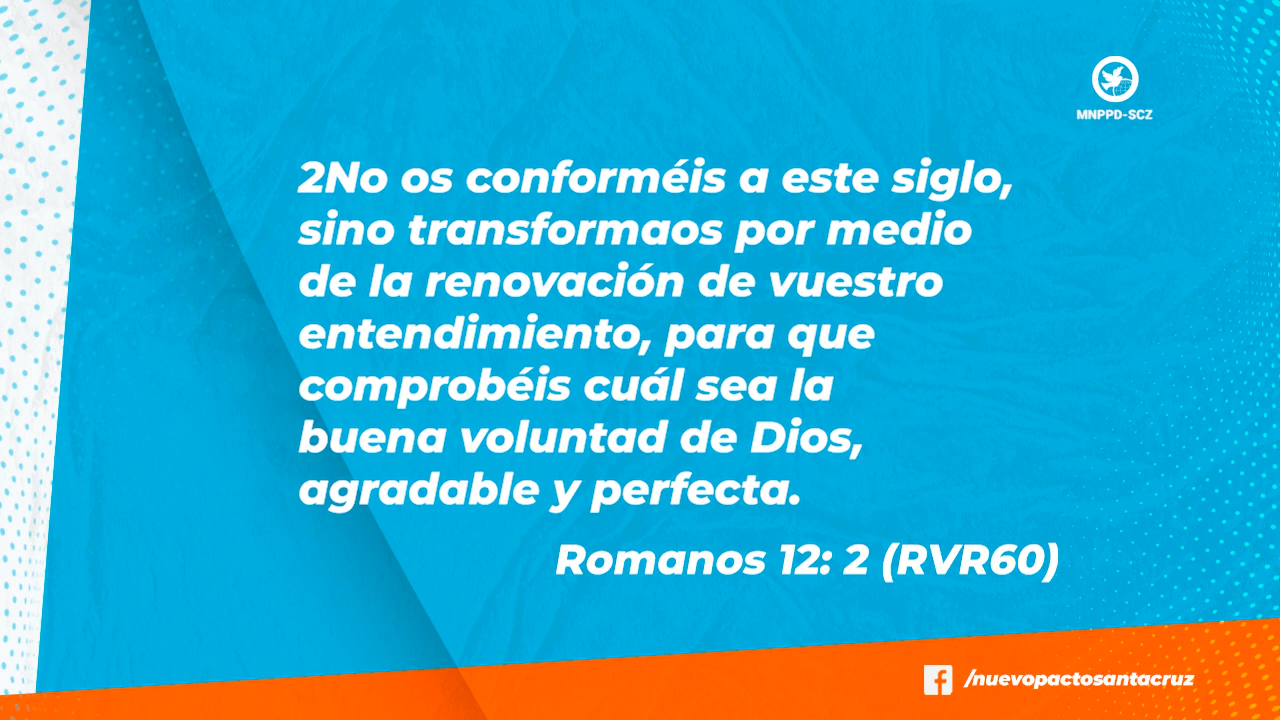 MNPPD-SCZ
2No os conforméis a este siglo,
sino transformaos por medio
de la renovación de vuestro
entendimiento, para que
comprobéis cuál sea la
buena voluntad de Dios,
agradable y perfecta.
Romanos 12: 2 (RVR60)
/nuevopactosantacruz